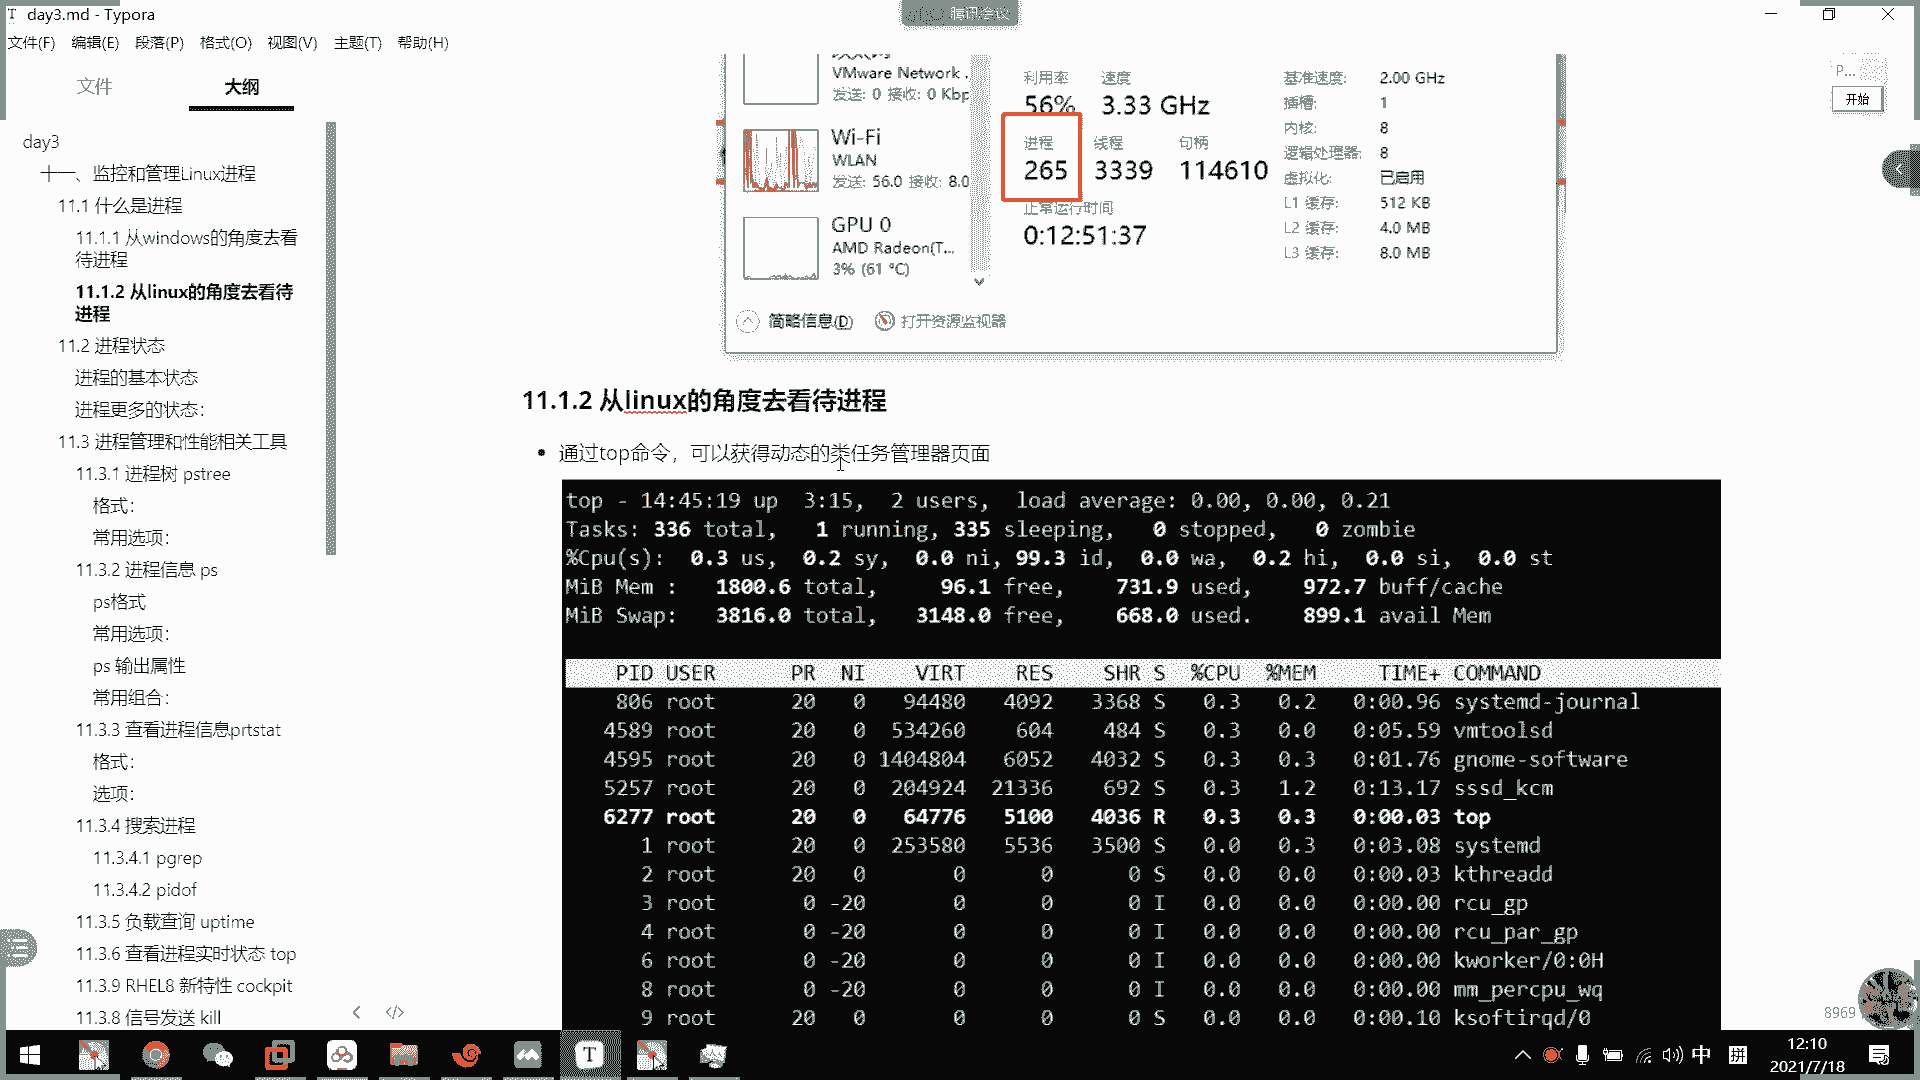 day3.md - Typora
腾讯会议
文件(F) 编辑(E) 段落(P) 格式(O) 视图(V) 主题(T) 帮助(H)
文件 大纲
day3
十一、监控和管理Linux进程
11.1 什么是进程
11.1.1 从windows的角度去看
待进程
11.1.2 从linux的角度去看待
进程
11.2 进程状态
进程的基本状态
进程更多的状态:
11.3 进程管理和性能相关工具
11.3.1 进程树 pstree
格式:
常用选项:
11.3.2 进程信息 ps
ps格式
常用选项:
ps 输出属性
常用组合:
11.3.3 查看进程信息prtstat
格式:
选项:
11.3.4 搜索进程
11.3.4.1 pgrep
11.3.4.2 pidof
11.3.5 负载查询 uptime
11.3.6 查看进程实时状态 top
11.3.9 RHEL8 新特性 cockpit
11.3.8 信号发送 kill
VMware Network .
发送: 0 接收: 0 Kbp
Wi-Fi
WLAN
发送: 56.0 接收: 8.0
GPU 0
AMD Radeon(T...
3% (61 °C)
利用率 速度
56% 3.33 GHz
进程 线程 句柄
265 3339 114610
正常运行时间
0:12:51:37
基准速度: 2.00 GHz
插槽: 1
内核: 8
逻辑处理器: 8
虚拟化: 已启用
L1 缓存: 512 KB
L2 缓存: 4.0 MB
L3 缓存: 8.0 MB
简略信息(D) 打开资源监视器
P...
开始
11.1.2 从linux的角度去看待进程
通过top命令，可以获得动态的类任务管理器页面
top - 14:45:19 up 3:15, 2 users, load average: 0.00, 0.00, 0.21
Tasks: 336 total, 1 running, 335 sleeping, 0 stopped, 0 zombie
%Cpu(s): 0.3 us, 0.2 sy, 0.0 ni, 99.3 id, 0.0 wa, 0.2 hi, 0.0 si, 0.0 st
MiB Mem : 1800.6 total, 96.1 free, 731.9 used, 972.7 buff/cache
MiB Swap: 3816.0 total, 3148.0 free, 668.0 used. 899.1 avail Mem
PID USER PR NI VIRT RES SHR S %CPU %MEM TIME+ COMMAND
806 root 20 0 94480 4092 3368 S 0.3 0.2 0:00.96 systemd-journal
4589 root 20 0 534260 604 484 S 0.3 0.0 0:05.59 vmtoolsd
4595 root 20 0 1404804 6052 4032 S 0.3 0.3 0:01.76 gnome-software
5257 root 20 0 204924 21336 692 S 0.3 1.2 0:13.17 sssd_kcm
6277 root 20 0 64776 5100 4036 R 0.3 0.3 0:00.03 top
1 root 20 0 253580 5536 3500 S 0.0 0.3 0:03.08 systemd
2 root 20 0 0 0 0 S 0.0 0.0 0:00.03 kthreadd
3 root 0 -20 0 0 0 I 0.0 0.0 0:00.00 rcu_gp
4 root 0 -20 0 0 0 I 0.0 0.0 0:00.00 rcu_par_gp
6 root 0 -20 0 0 0 I 0.0 0.0 0:00.00 kworker/0:0H
8 root 0 -20 0 0 0 I 0.0 0.0 0:00.00 mm_percpu_wq
9 root 20 0 0 0 0 S 0.0 0.0 0:00.10 ksoftirqd/0
8969
中 拼
12:10
2021/7/18